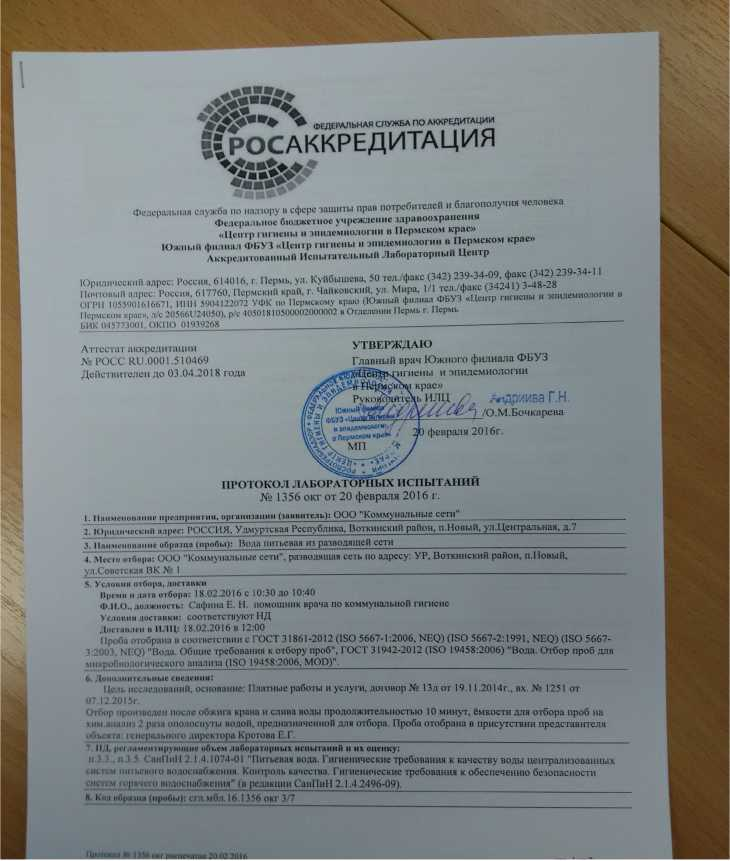 ФЕДЕРАЛЬНАЯ СЛУЖБА ПО АККРЕДИТАЦИИ
РОСАККРЕДИТАЦИЯ
Федеральная служба по надзору в сфере защиты прав потребителей и благополучия человека
Федеральное бюджетное учреждение здравоохранения
«Центр гигиены и эпидемиологии в Пермском крае»
Южный филиал ФБУЗ «Центр гигиены и эпидемиологии в Пермском крае»
Аккредитованный Испытательный Лабораторный Центр
Юридический адрес: Россия, 614016, г. Пермь, ул. Куйбышева, 50 тел./факс (342) 239-34-09, факс (342) 239-34-11
Почтовый адрес: Россия, 617760, Пермский край, г. Чайковский, ул. Мира, 1/1 тел./факс (34241) 3-48-28
ОГРН 1055901616671, ИНН 5904122072 УФК по Пермскому краю (Южный филиал ФБУЗ «Центр гигиены и эпидемиологии в
Пермском крае», л/с 20566U24050), р/с 40501810500002000002 в Отделении Пермь г. Пермь
БИК 045773001, ОКПО 01939268
Аттестат аккредитации
№ РОСС RU.0001.510469
Действителен до 03.04.2018 года
УТВЕРЖДАЮ
Главный врач Южного филиала ФБУЗ
«Центр гигиены и эпидемиологии
в Пермском крае»
Руководитель ИЛЦ
Андриива Г.Н.
/О.М.Бочкарева
20 февраля 2016г.
МП
Южный филиал
ФБУЗ «Центр гигиены
и эпидемиологии
в Пермском крае»
ПРОТОКОЛ ЛАБОРАТОРНЫХ ИСПЫТАНИЙ
№ 1356 окт от 20 февраля 2016 г.
1. Наименование предприятия, организации (заявитель): ООО "Коммунальные сети"
2. Юридический адрес: РОССИЯ, Удмуртская Республика, Воткинский район, п.Новый, ул.Центральная, д.7
3. Наименование образца (пробы): Вода питьевая из разводящей сети
4. Место отбора: ООО "Коммунальные сети", разводящая сеть по адресу: УР, Воткинский район, п.Новый,
ул.Советская ВК № 1
5. Условия отбора, доставки
Время и дата отбора: 18.02.2016 с 10:30 до 10:40
Ф.И.О., должность: Сафина Е. Н. помощник врача по коммунальной гигиене
Условия доставки: соответствуют НД
Доставлен в ИЛЦ: 18.02.2016 в 12:00
Проба отобрана в соответствии с ГОСТ 31861-2012 (ISO 5667-1:2006, NEQ) (ISO 5667-2:1991, NEQ) (ISO 5667-
3:2003, NEQ) "Вода. Общие требования к отбору проб", ГОСТ 31942-2012 (ISO 19458:2006) "Вода. Отбор проб для
микробиологического анализа (ISO 19458:2006, MOD)".
6. Дополнительные сведения:
Цель исследований, основание: Платные работы и услуги, договор № 13д от 19.11.2014г., вх. № 1251 от
07.12.2015г.
Отбор произведен после обжига крана и слива воды продолжительностью 10 минут, ёмкости для отбора проб на
хим.анализ 2 раза ополоснуты водой, предназначенной для отбора. Проба отобрана в присутствии представителя
объекта: генерального директора Кротова Е.Г.
7. НД, регламентирующие объем лабораторных испытаний и их оценку:
п.3.3., п.3.5. СанПиН 2.1.4.1074-01 "Питьевая вода. Гигиенические требования к качеству воды централизованных
систем питьевого водоснабжения. Контроль качества. Гигиенические требования к обеспечению безопасности
систем горячего водоснабжения" (в редакции СанПиН 2.1.4.2496-09).
8. Код образца (пробы): сгл.мбл.16.1356 окт 3/7
Протокол № 1356 окт распечатан 20.02.2016